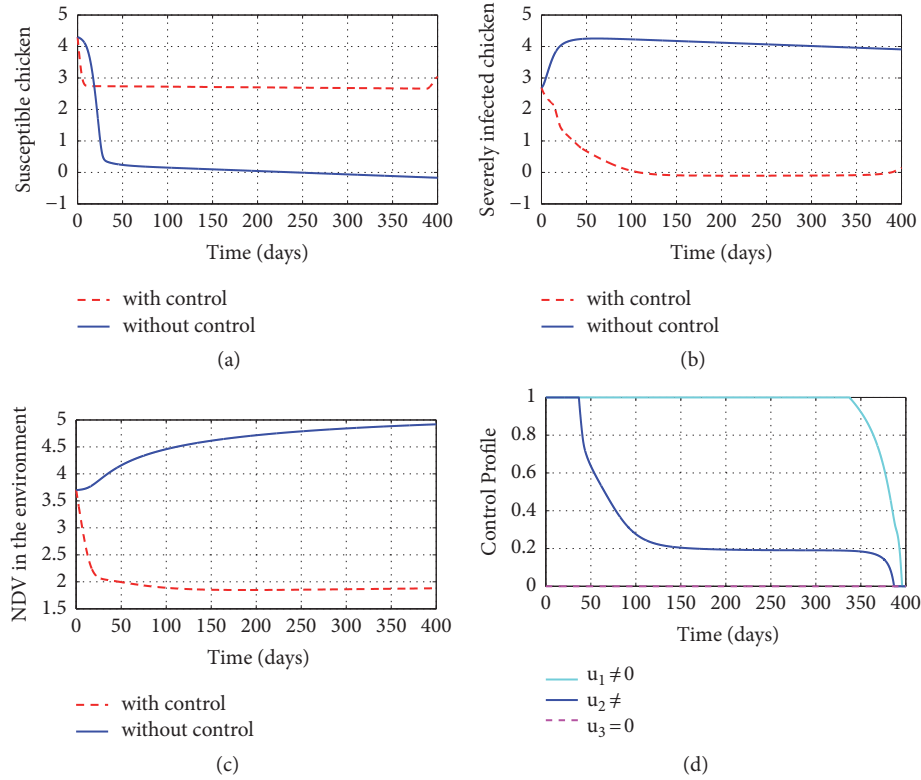 5
4
3
2
1
0
−1
Susceptible chicken
0 50 100 150 200 250 300 350 400
Time (days)
with control
without control
(a)
5
4
3
2
1
0
−1
Severely infected chicken
0 50 100 150 200 250 300 350 400
Time (days)
with control
without control
(b)
5
4.5
4
3.5
3
2.5
2
1.5
NDV in the environment
0 50 100 150 200 250 300 350 400
Time (days)
with control
without control
(c)
1
0.8
0.6
0.4
0.2
0
Control Profile
0 50 100 150 200 250 300 350 400
Time (days)
u₁ ≠ 0
u₂ ≠
u₃ = 0
(d)